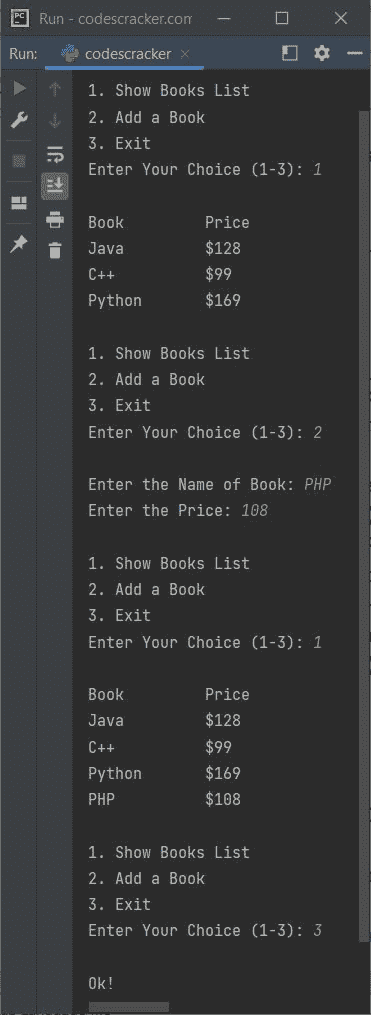 PC Run - codescracker.com
Run: codescracker
1. Show Books List
2. Add a Book
3. Exit
Enter Your Choice (1-3): 1
Book Price
Java $128
C++ $99
Python $169
1. Show Books List
2. Add a Book
3. Exit
Enter Your Choice (1-3): 2
Enter the Name of Book: PHP
Enter the Price: 108
1. Show Books List
2. Add a Book
3. Exit
Enter Your Choice (1-3): 1
Book Price
Java $128
C++ $99
Python $169
PHP $108
1. Show Books List
2. Add a Book
3. Exit
Enter Your Choice (1-3): 3
Ok!